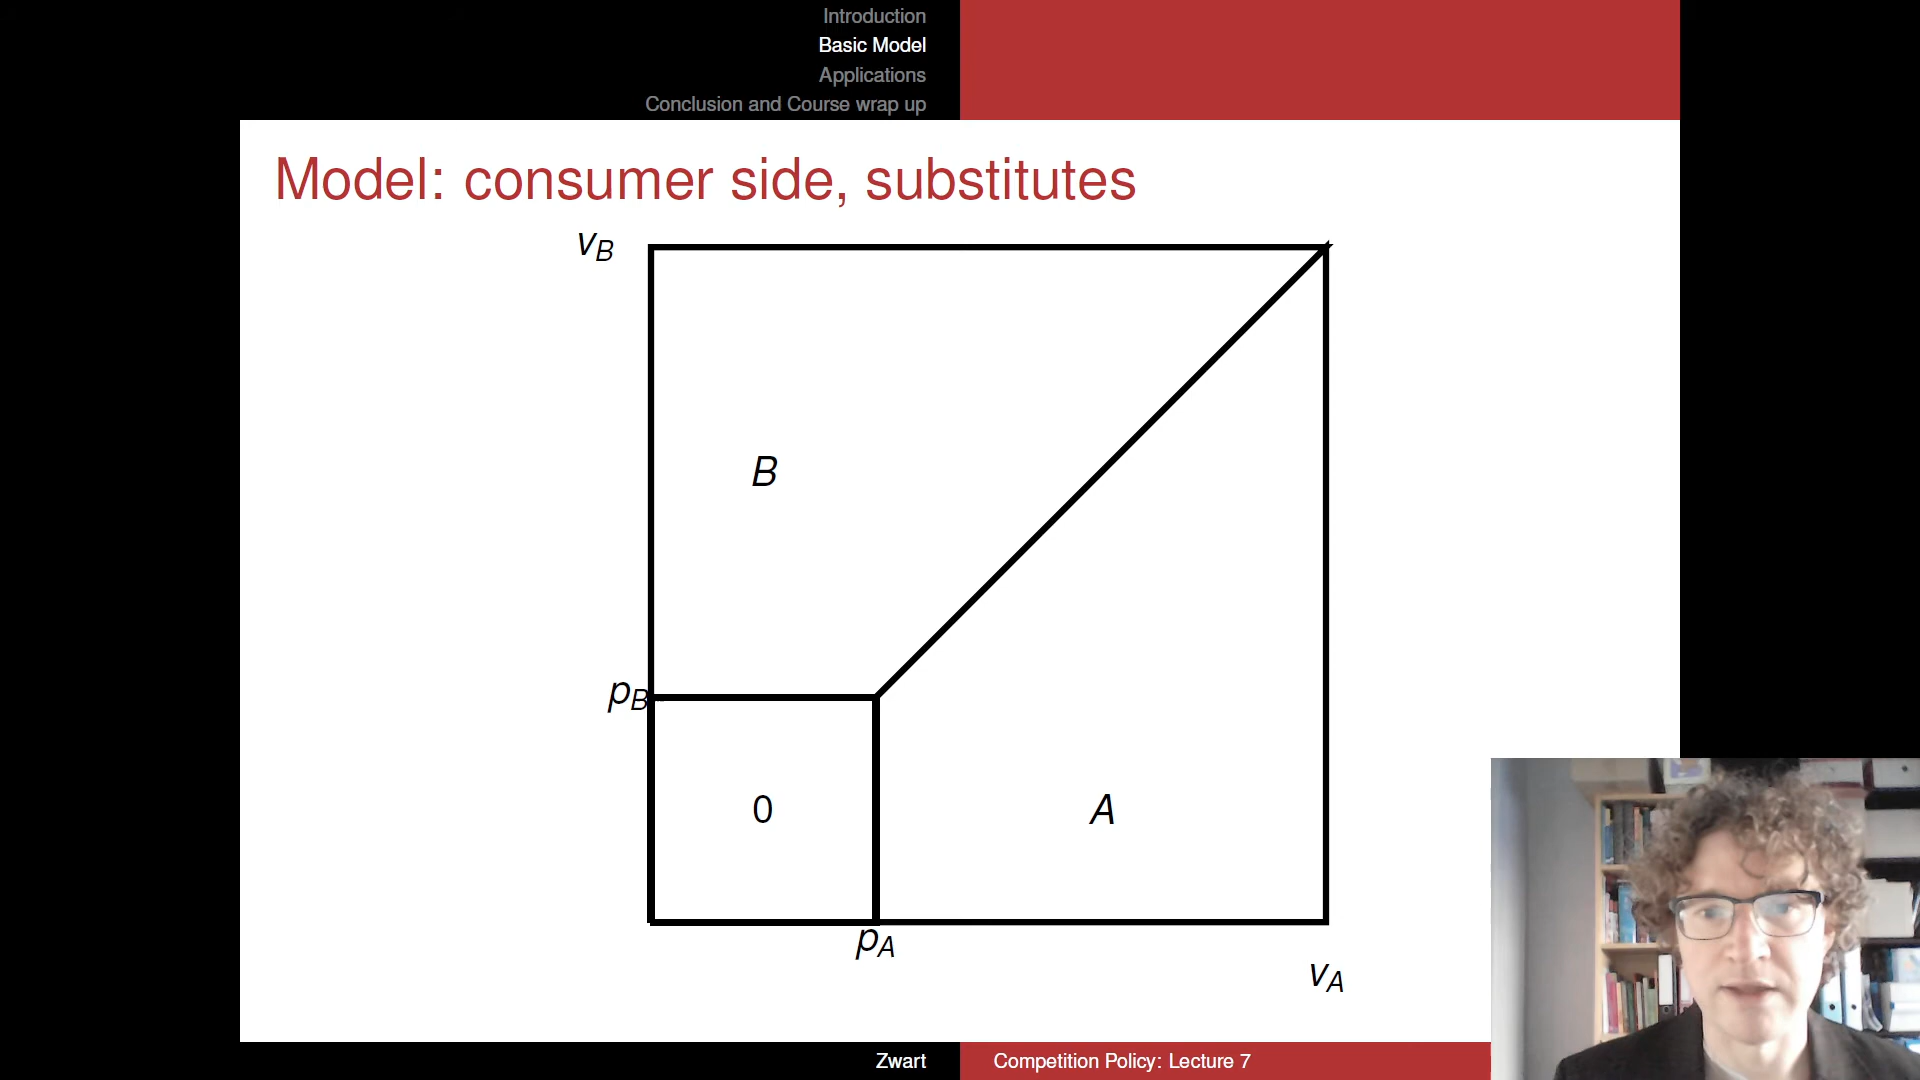 Introduction
Basic Model
Applications
Conclusion and Course wrap up
Model: consumer side, substitutes
vB
B
pB
0
A
pA
vA
Zwart
Competition Policy: Lecture 7